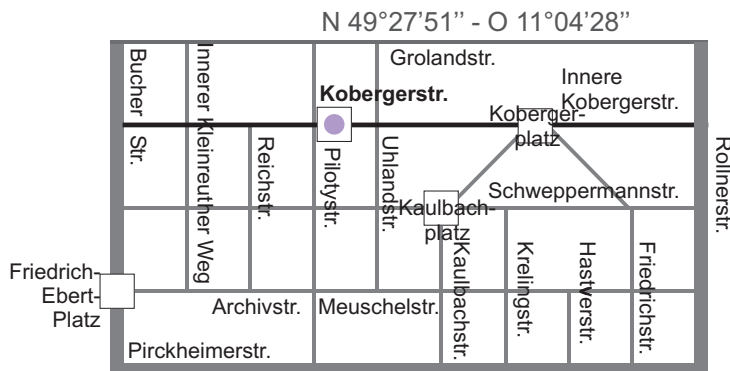 N 49°27’51’’ - O 11°04’28’’
Grolandstr.
Bucher
Str.
Innerer Kleinreuther Weg
Innere
Kobergerstr.
Kobergerstr.
Koberger-
platz
Reichstr.
Pilotystr.
Uhlandstr.
Rollnerstr.
Schweppermannstr.
Kaulbach-
platz
Kaulbachstr.
Krelingstr.
Hastverstr.
Friedrichstr.
Friedrich-
Ebert-
Platz
Archivstr.
Meuschelstr.
Pirckheimerstr.